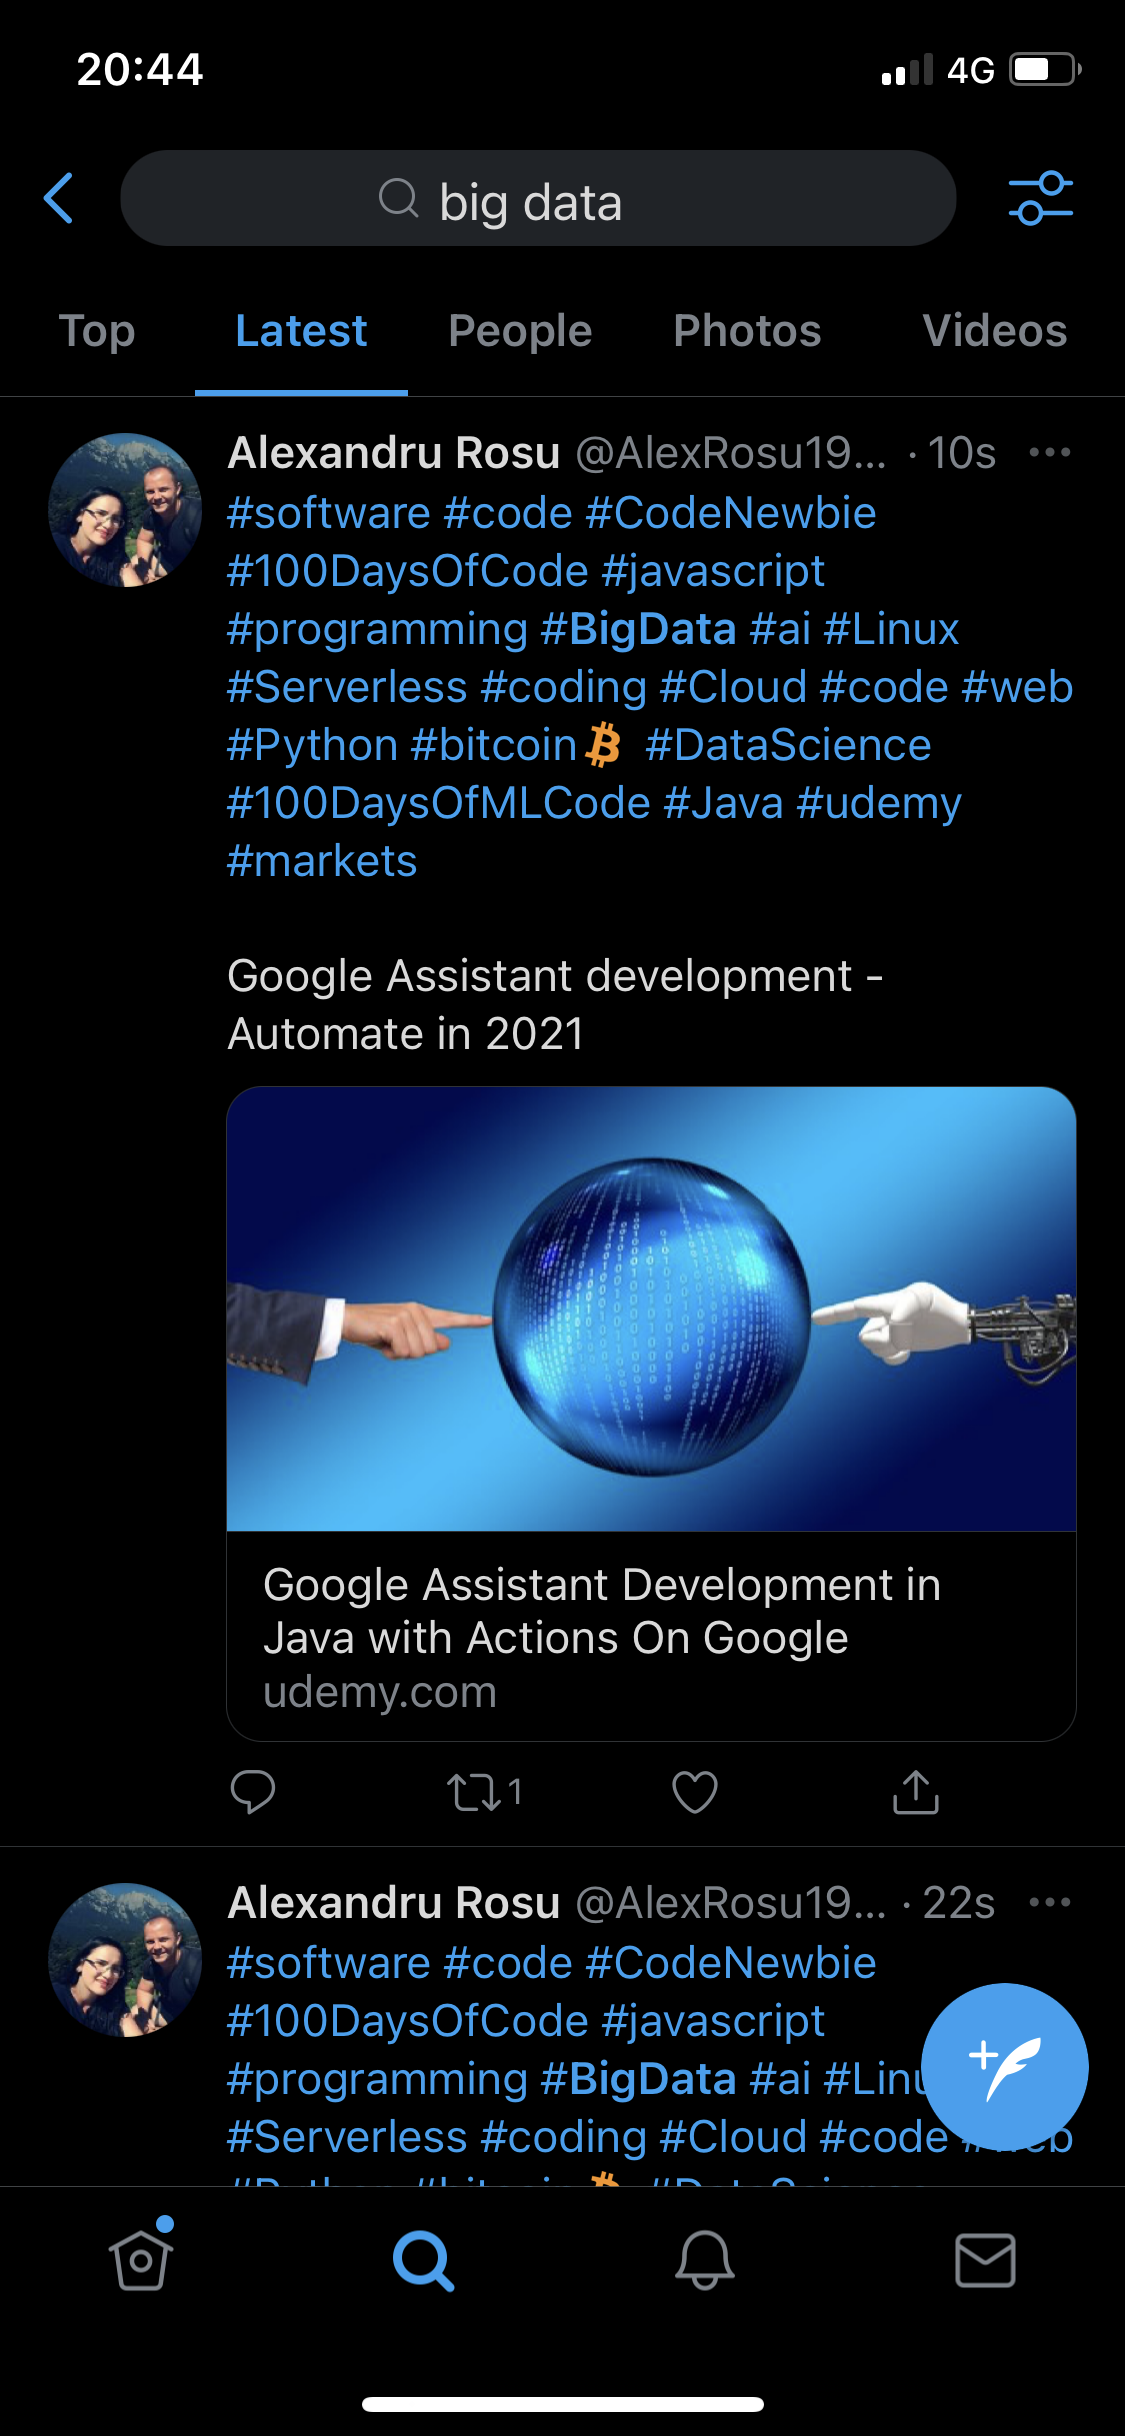 20:44
4G
big data
Top Latest People Photos Videos
Alexandru Rosu @AlexRosu19... · 10s
#software #code #CodeNewbie
#100DaysOfCode #javascript
#programming #BigData #ai #Linux
#Serverless #coding #Cloud #code #web
#Python #bitcoin #DataScience
#100DaysOfMLCode #Java #udemy
#markets
Google Assistant development -
Automate in 2021
Google Assistant Development in
Java with Actions On Google
udemy.com
1
Alexandru Rosu @AlexRosu19... · 22s
#software #code #CodeNewbie
#100DaysOfCode #javascript
#programming #BigData #ai
#Serverless #coding #Cloud #code